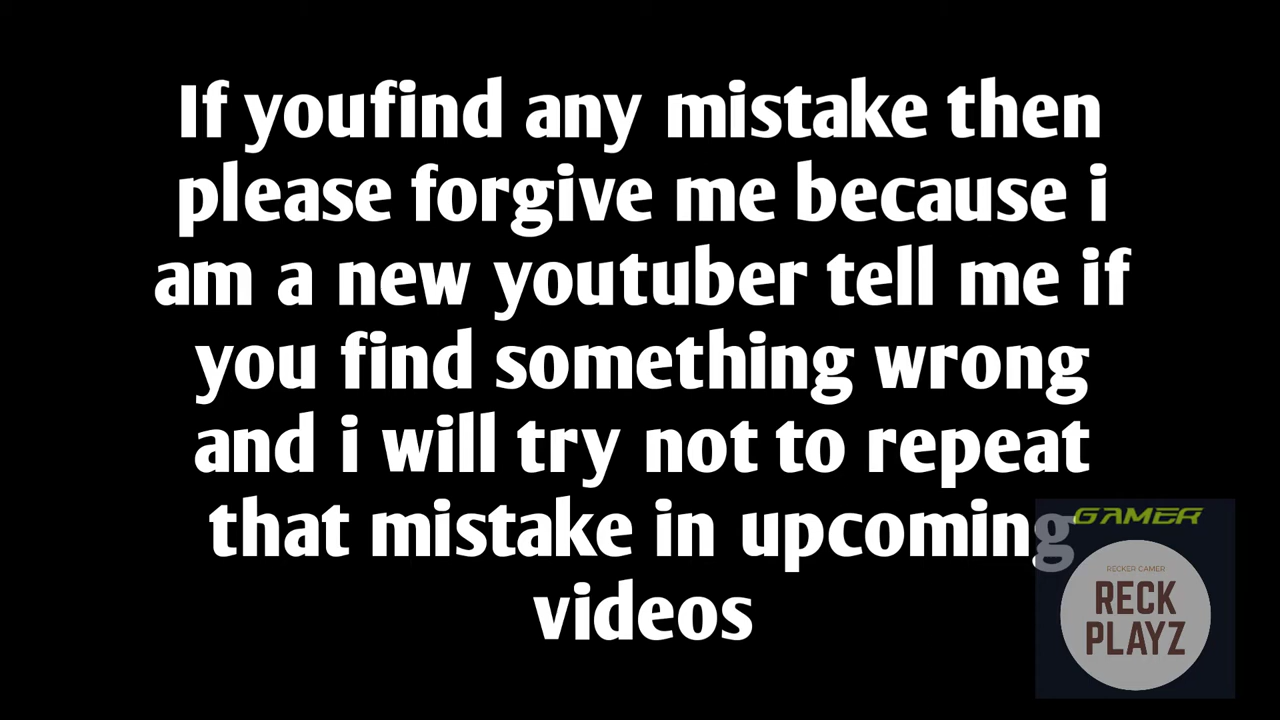 If youfind any mistake then
please forgive me because i
am a new youtuber tell me if
you find something wrong
and i will try not to repeat
that mistake in upcoming
videos
GAMER
RECKER GAMER
RECK
PLAYZ